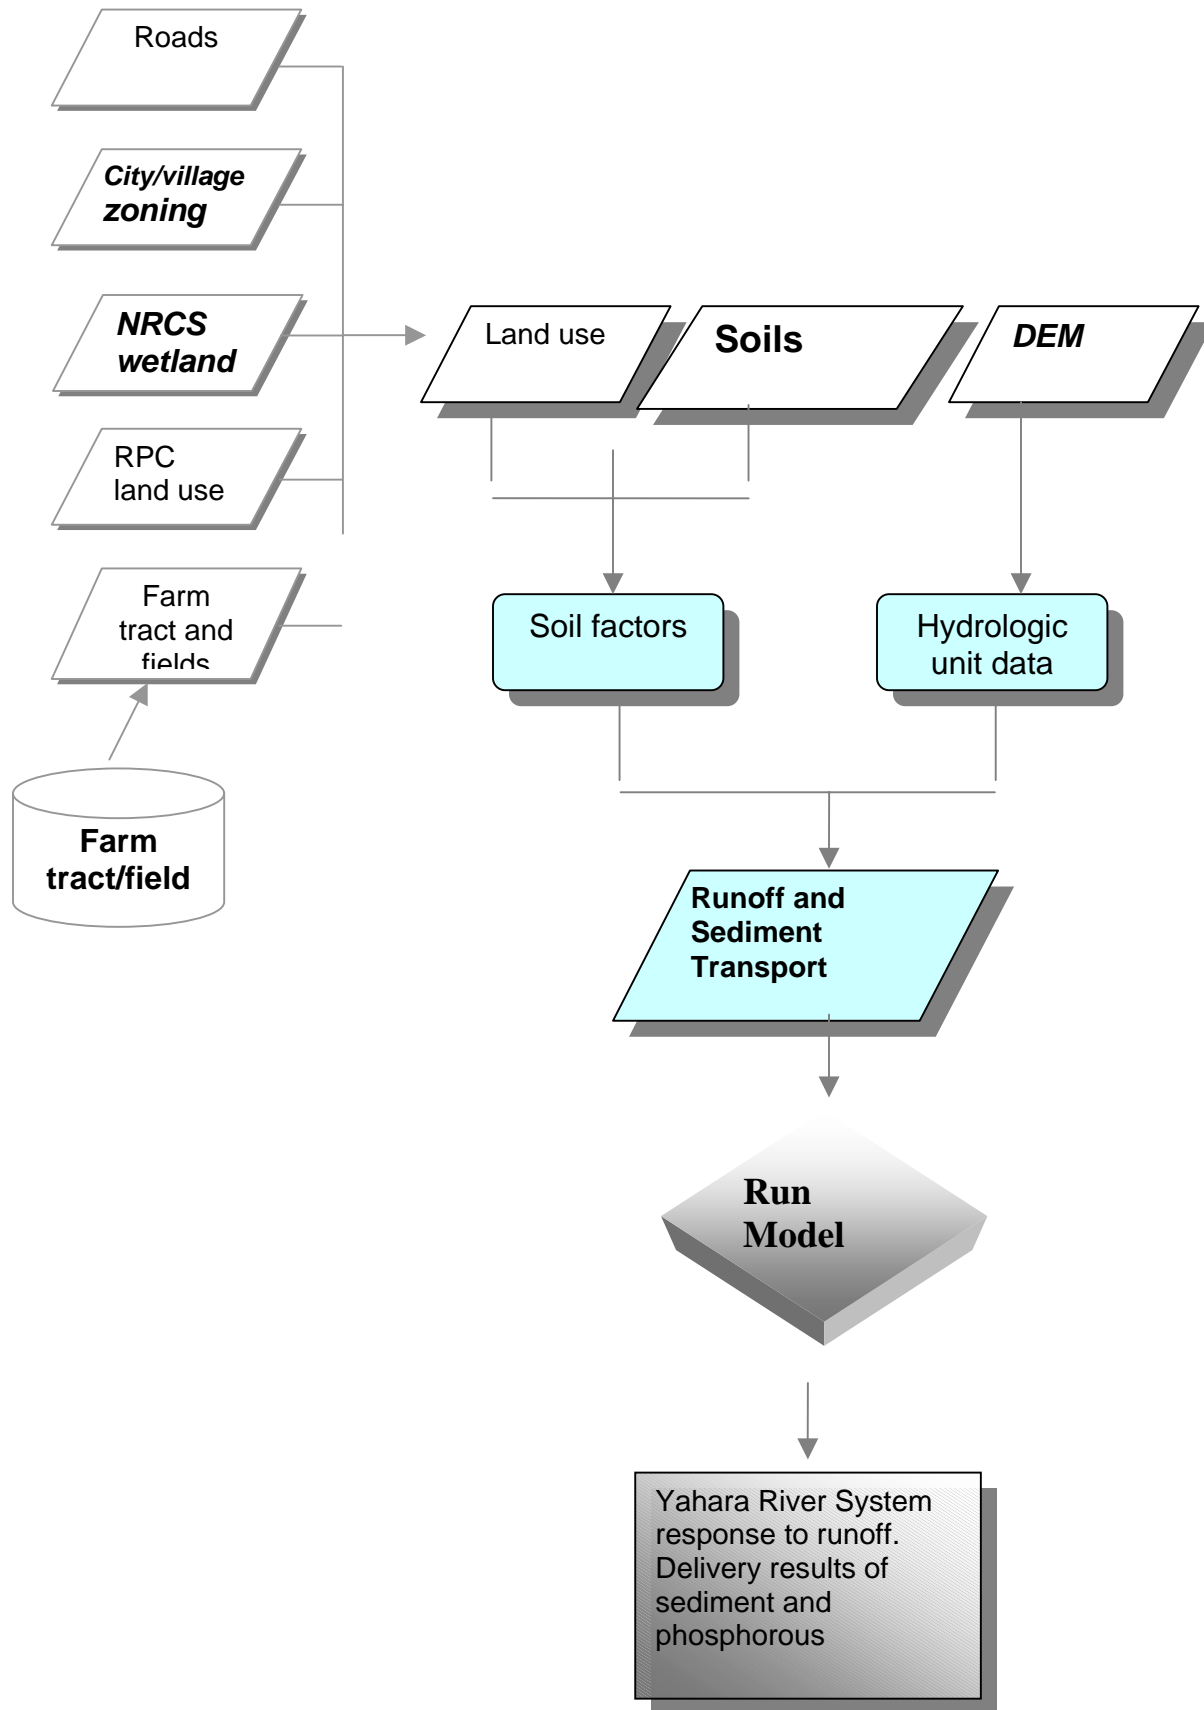 Roads
City/village
zoning
NRCS
wetland
RPC
land use
Farm
tract and
fields
Farm
tract/field
Land use
Soils
DEM
Soil factors
Hydrologic
unit data
Runoff and
Sediment
Transport
Run
Model
Yahara River System
response to runoff.
Delivery results of
sediment and
phosphorous